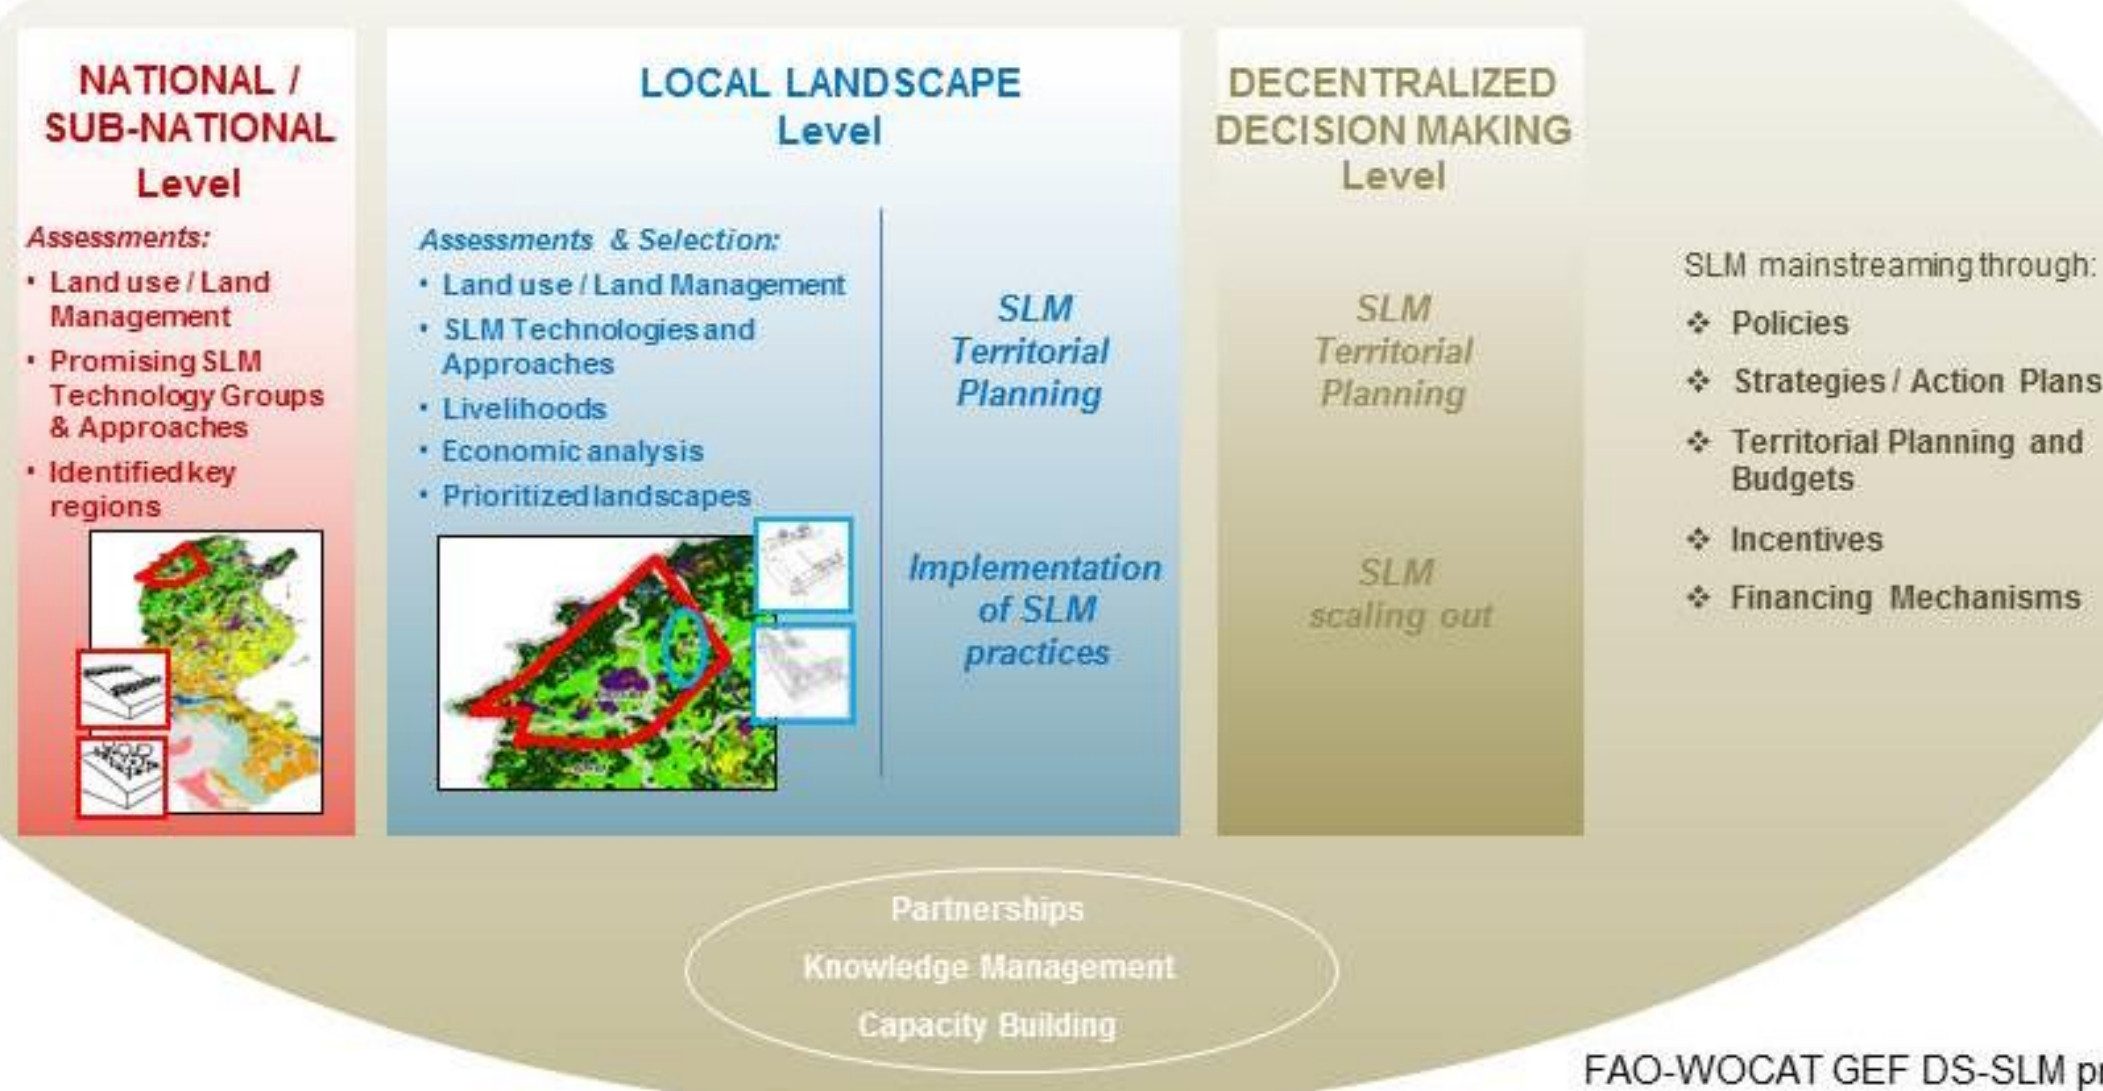 NATIONAL /
SUB-NATIONAL
Level
Assessments:
• Land use / Land
Management
• Promising SLM
Technology Groups
& Approaches
• Identified key
regions
LOCAL LANDSCAPE
Level
Assessments & Selection:
• Land use / Land Management
• SLM Technologies and
Approaches
• Livelihoods
• Economic analysis
• Prioritized landscapes
SLM
Territorial
Planning
Implementation
of SLM
practices
DECENTRALIZED
DECISION MAKING
Level
SLM
Territorial
Planning
SLM
scaling out
SLM mainstreaming through:
❖ Policies
❖ Strategies / Action Plans
❖ Territorial Planning and
Budgets
❖ Incentives
❖ Financing Mechanisms
Partnerships
Knowledge Management
Capacity Building
FAO-WOCAT GEF DS-SLM